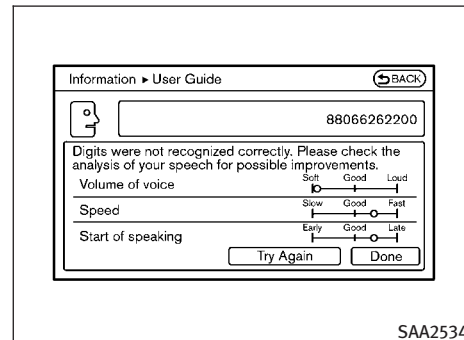 Information ▸ User Guide
BACK
88066262200
Digits were not recognized correctly. Please check the
analysis of your speech for possible improvements.
Volume of voice
Soft Good Loud
Speed
Slow Good Fast
Start of speaking
Early Good Late
Try Again
Done
SAA2534